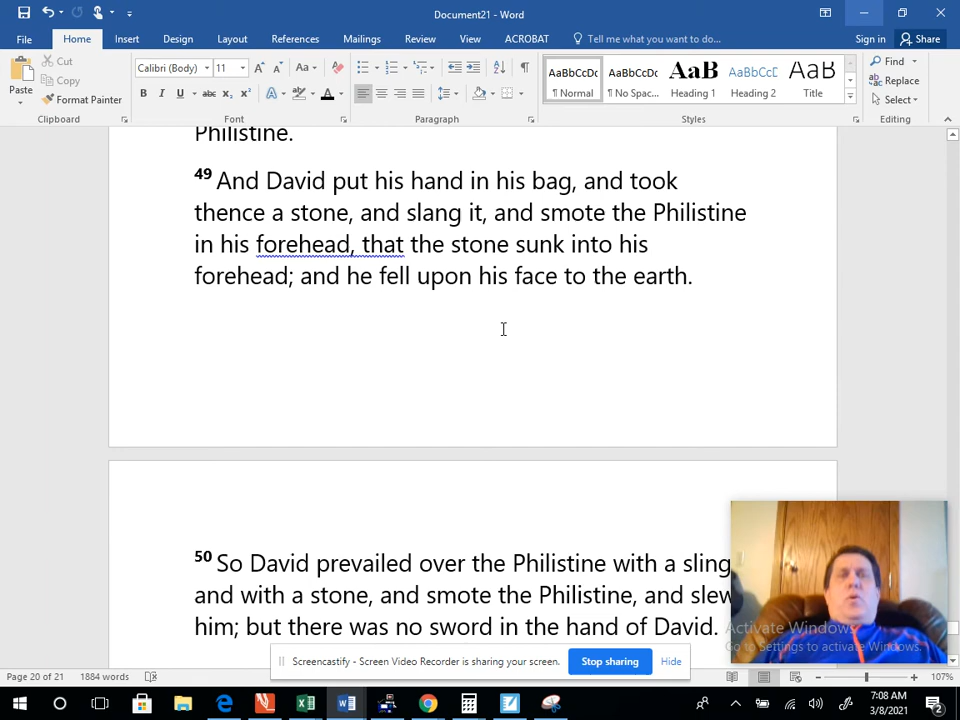 Document21 - Word
File Home Insert Design Layout References Mailings Review View ACROBAT Tell me what you want to do... Sign in Share
Cut
Copy
Paste
Format Painter
Calibri (Body) 11
Aa
B I U abc X₂ X² A A
AaBbCcDc AaBbCcDc AaBbC AaBbCcD AaBbC
¶ Normal ¶ No Spac... Heading 1 Heading 2 Title
Find
Replace
Select
Clipboard Font Paragraph Styles Editing
Philistine.
49 And David put his hand in his bag, and took
thence a stone, and slang it, and smote the Philistine
in his forehead, that the stone sunk into his
forehead; and he fell upon his face to the earth.
50 So David prevailed over the Philistine with a sling
and with a stone, and smote the Philistine, and slew
him; but there was no sword in the hand of David.
Activate Windows
Go to Settings to activate Windows.
Screencastify - Screen Video Recorder is sharing your screen. Stop sharing Hide
Page 20 of 21 1884 words 107%
7:08 AM
3/8/2021
2